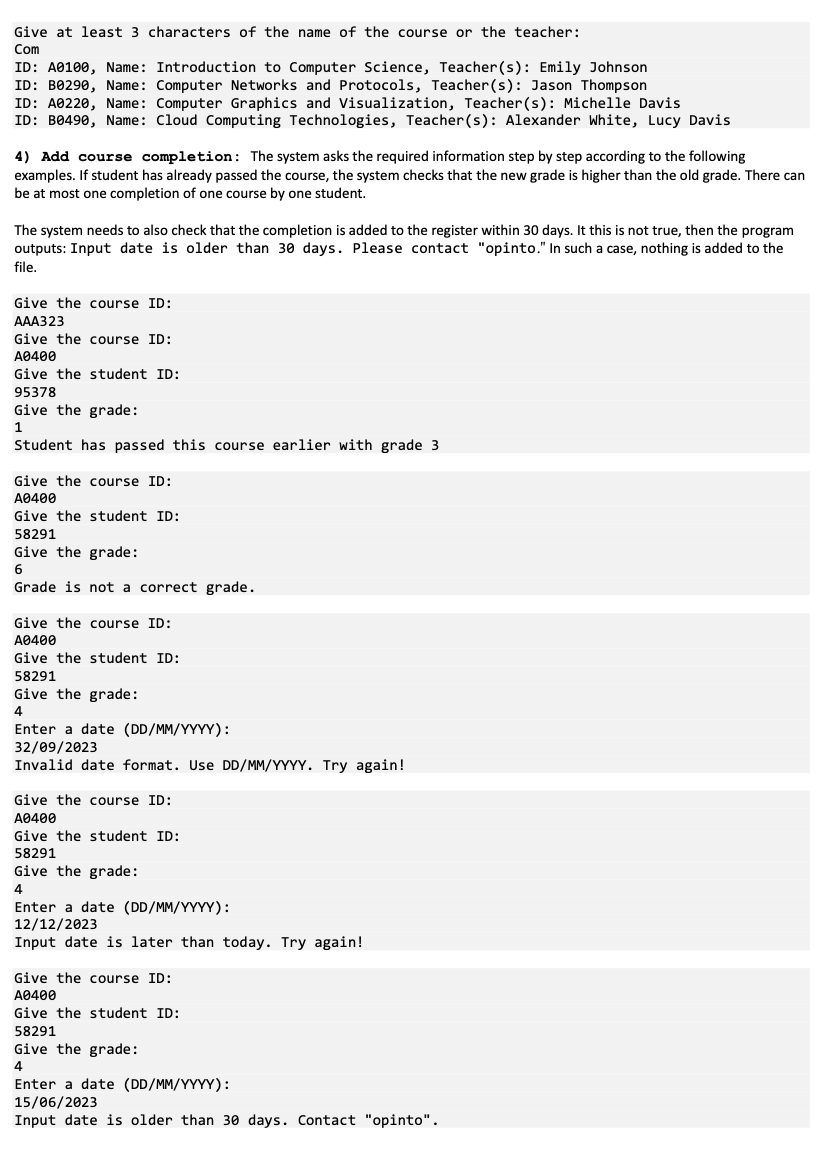 Give at least 3 characters of the name of the course or the teacher:
Com
ID: A0100, Name: Introduction to Computer Science, Teacher(s): Emily Johnson
ID: B0290, Name: Computer Networks and Protocols, Teacher(s): Jason Thompson
ID: A0220, Name: Computer Graphics and Visualization, Teacher(s): Michelle Davis
ID: B0490, Name: Cloud Computing Technologies, Teacher(s): Alexander White, Lucy Davis
4) Add course completion: The system asks the required information step by step according to the following
examples. If student has already passed the course, the system checks that the new grade is higher than the old grade. There can
be at most one completion of one course by one student.
The system needs to also check that the completion is added to the register within 30 days. It this is not true, then the program
outputs: Input date is older than 30 days. Please contact "opinto." In such a case, nothing is added to the
file.
Give the course ID:
AAA323
Give the course ID:
A0400
Give the student ID:
95378
Give the grade:
1
Student has passed this course earlier with grade 3
Give the course ID:
A0400
Give the student ID:
58291
Give the grade:
6
Grade is not a correct grade.
Give the course ID:
A0400
Give the student ID:
58291
Give the grade:
4
Enter a date (DD/MM/YYYY):
32/09/2023
Invalid date format. Use DD/MM/YYYY. Try again!
Give the course ID:
A0400
Give the student ID:
58291
Give the grade:
4
Enter a date (DD/MM/YYYY):
12/12/2023
Input date is later than today. Try again!
Give the course ID:
A0400
Give the student ID:
58291
Give the grade:
4
Enter a date (DD/MM/YYYY):
15/06/2023
Input date is older than 30 days. Contact "opinto".